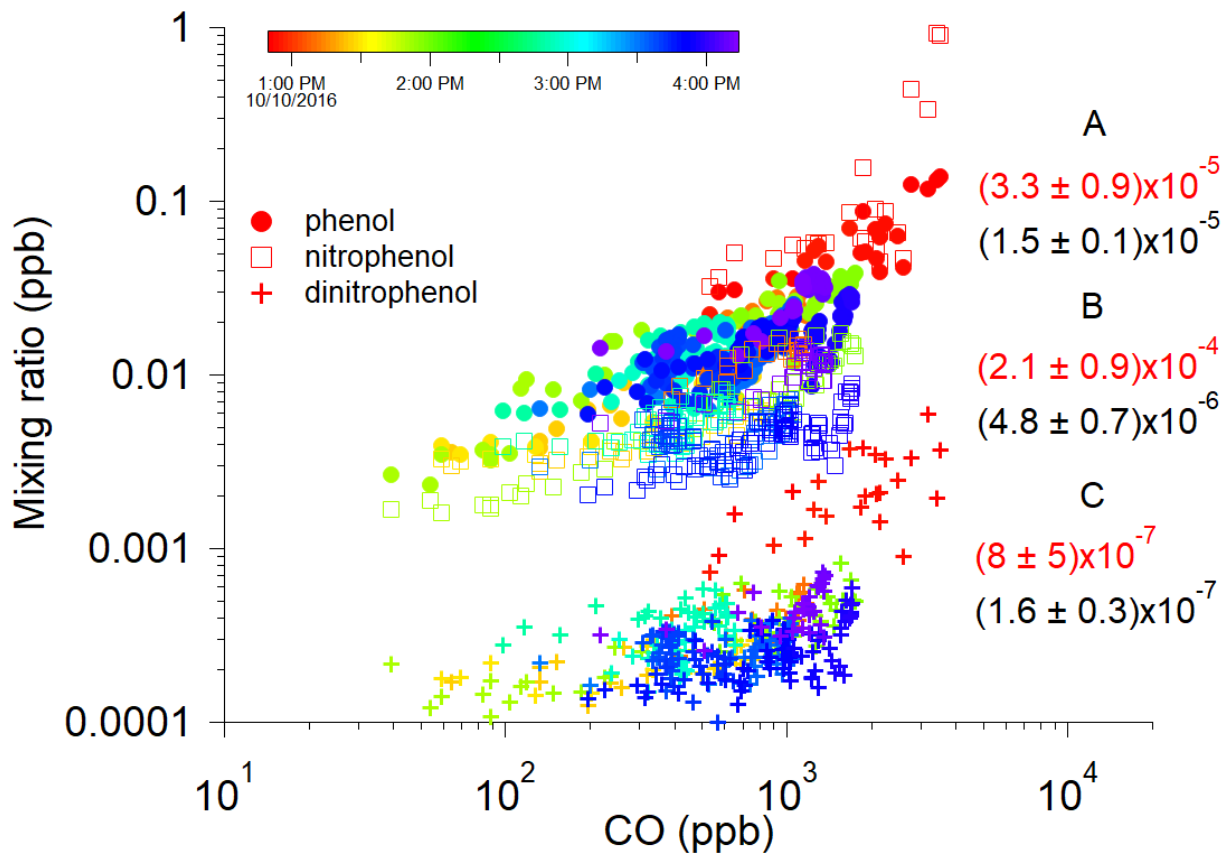 1
0.1
0.01
0.001
0.0001
Mixing ratio (ppb)
1:00 PM 2:00 PM 3:00 PM 4:00 PM
10/10/2016
phenol
nitrophenol
dinitrophenol
A
(3.3 ± 0.9)x10⁻⁵
(1.5 ± 0.1)x10⁻⁵
B
(2.1 ± 0.9)x10⁻⁴
(4.8 ± 0.7)x10⁻⁶
C
(8 ± 5)x10⁻⁷
(1.6 ± 0.3)x10⁻⁷
10¹ 10² 10³ 10⁴
CO (ppb)